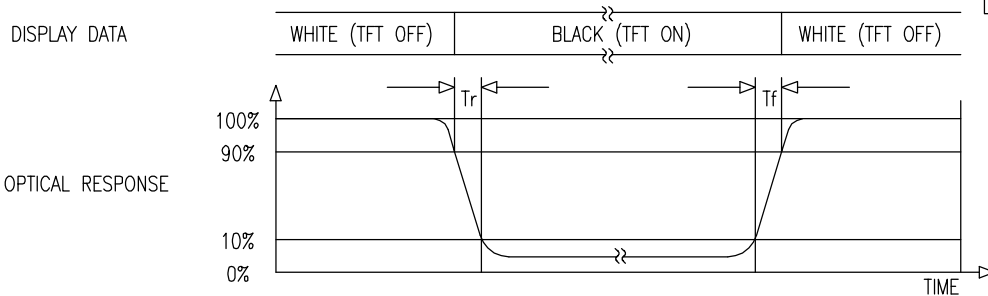 DISPLAY DATA
WHITE (TFT OFF)
BLACK (TFT ON)
WHITE (TFT OFF)
Tr
Tf
100%
90%
OPTICAL RESPONSE
10%
0%
TIME